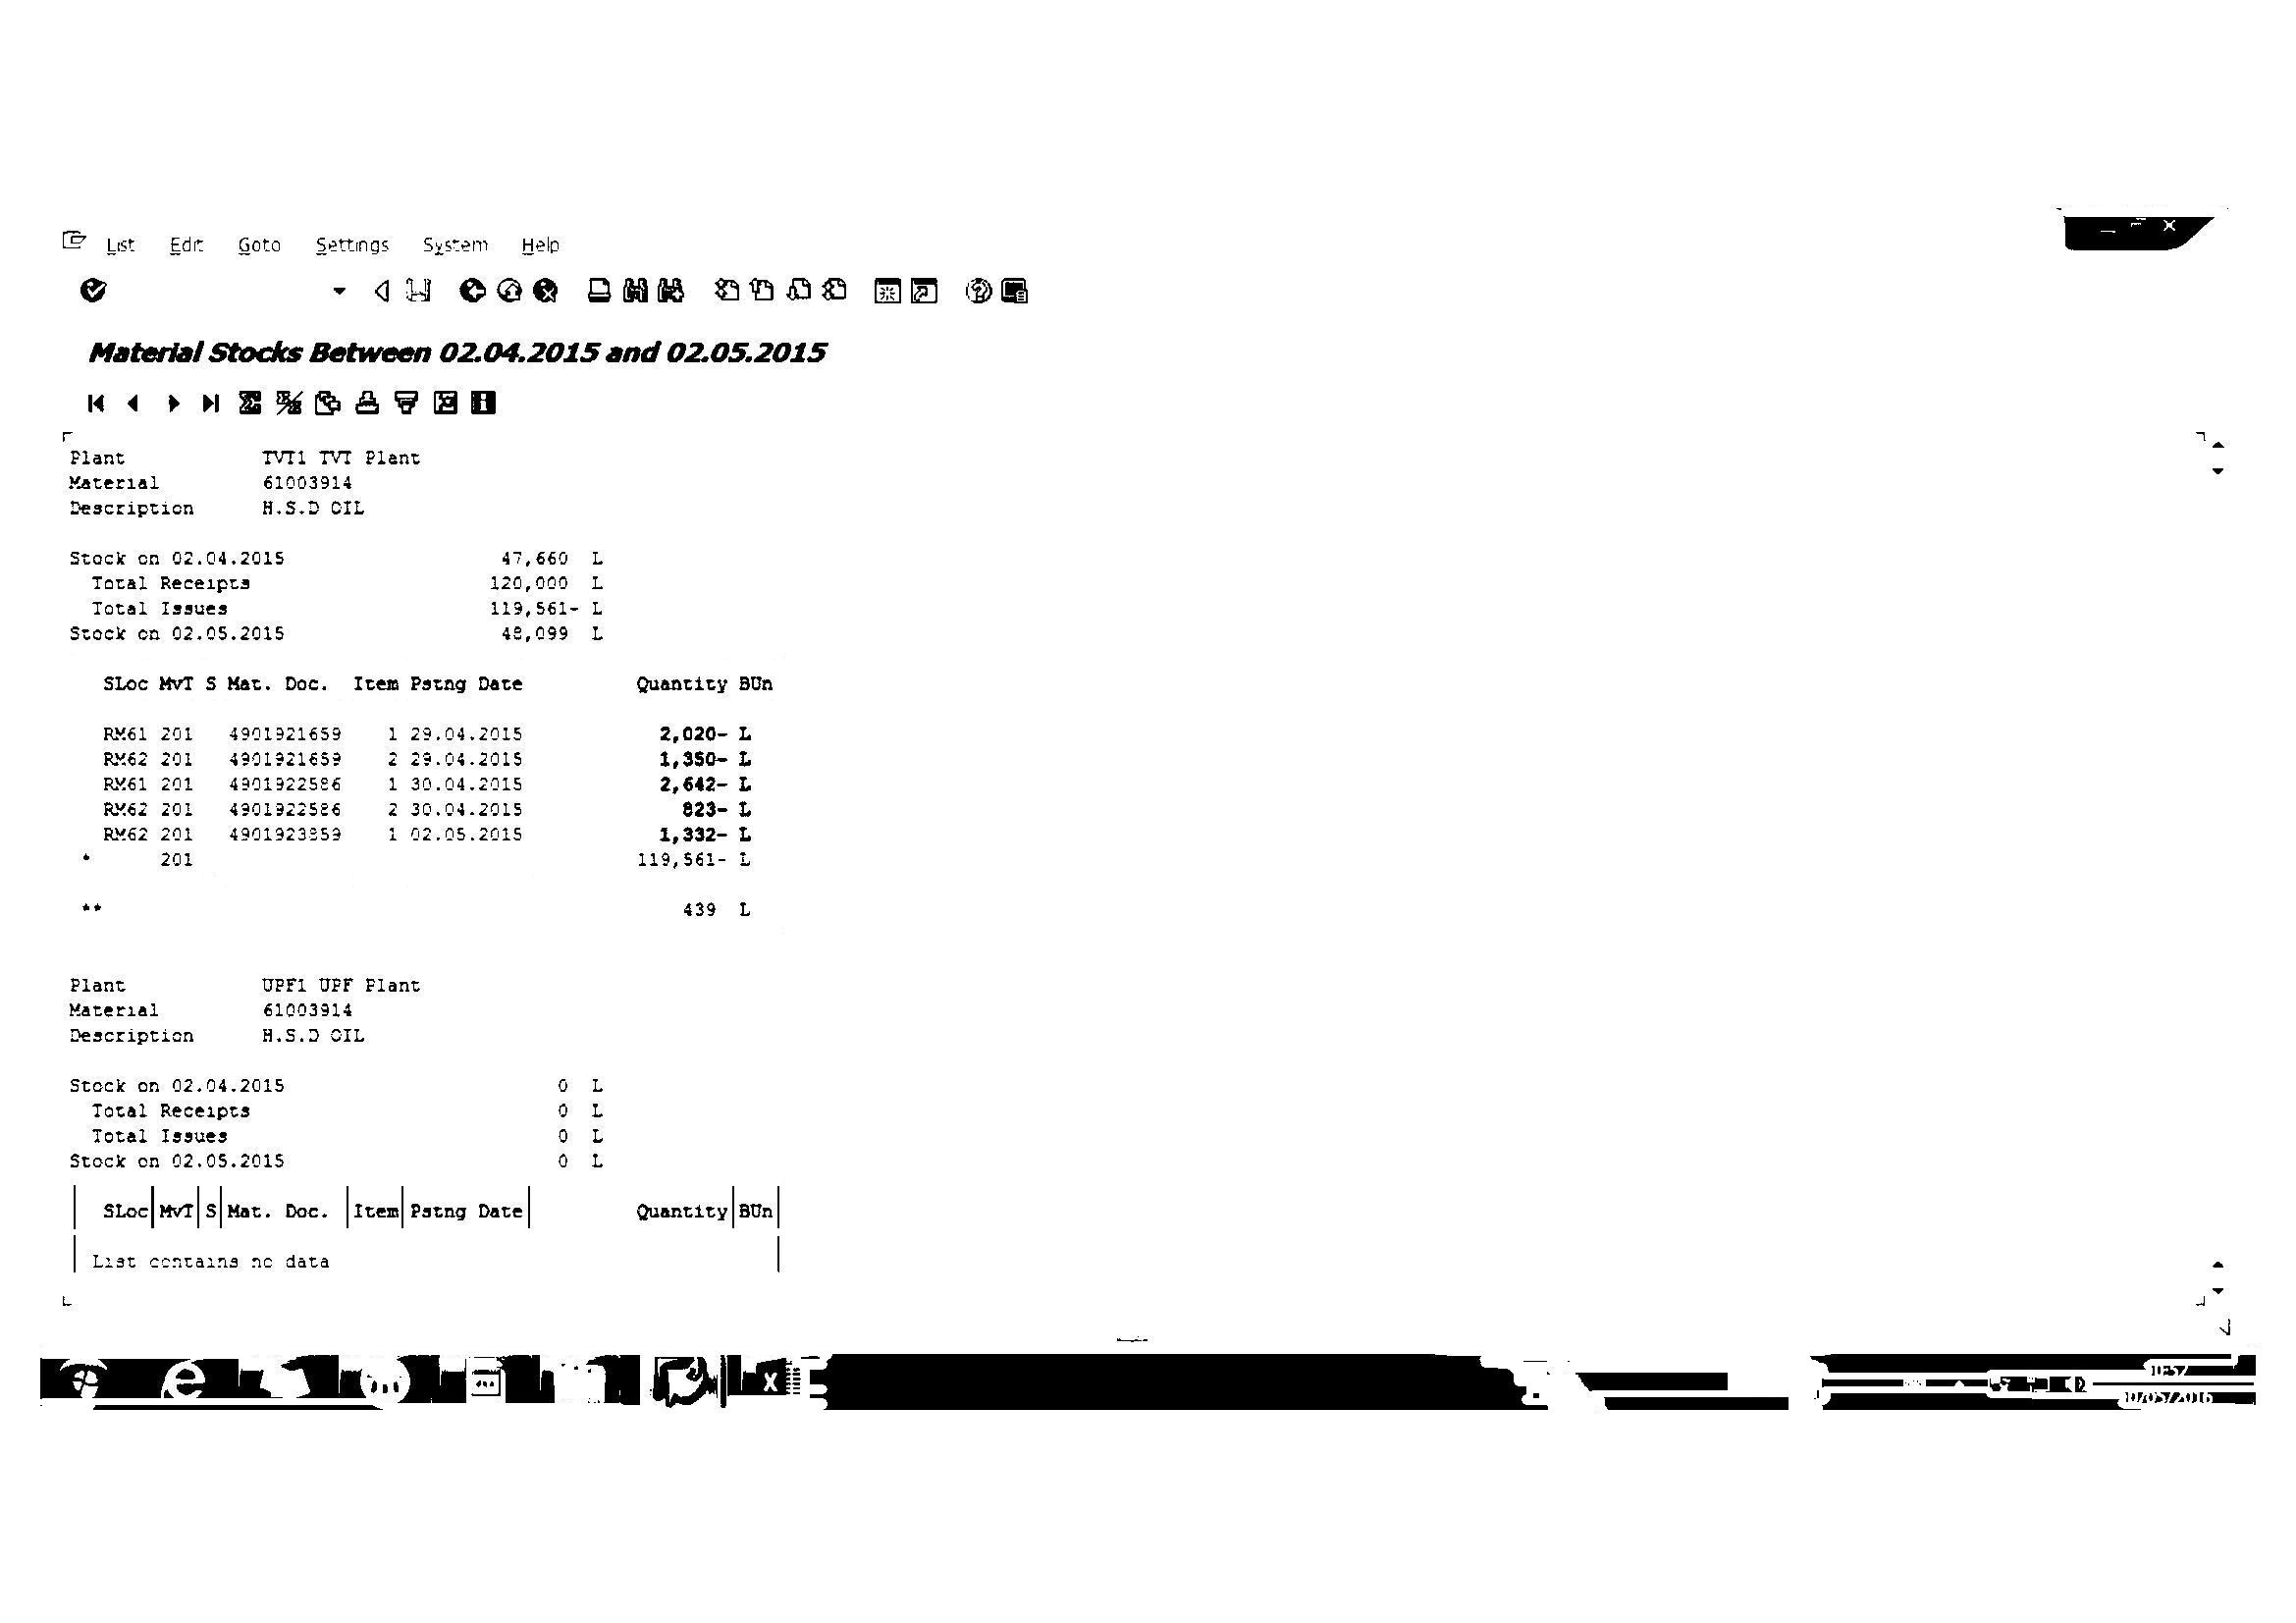 List Edit Goto Settings System Help
Material Stocks Between 02.04.2015 and 02.05.2015
Plant TVT1 TVT Plant
Material 61003914
Description H.S.D OIL
Stock on 02.04.2015 47,660 L
Total Receipts 120,000 L
Total Issues 119,561- L
Stock on 02.05.2015 48,099 L
SLoc MvT S Mat. Doc. Item Pstng Date Quantity BUn
RM61 201 4901921659 1 29.04.2015 2,020- L
RM62 201 4901921659 2 29.04.2015 1,350- L
RM61 201 4901922586 1 30.04.2015 2,642- L
RM62 201 4901922586 2 30.04.2015 823- L
RM62 201 4901923859 1 02.05.2015 1,332- L
* 201 119,561- L
** 439 L
Plant UPF1 UPF Plant
Material 61003914
Description H.S.D OIL
Stock on 02.04.2015 0 L
Total Receipts 0 L
Total Issues 0 L
Stock on 02.05.2015 0 L
SLoc MvT S Mat. Doc. Item Pstng Date Quantity BUn
List contains no data